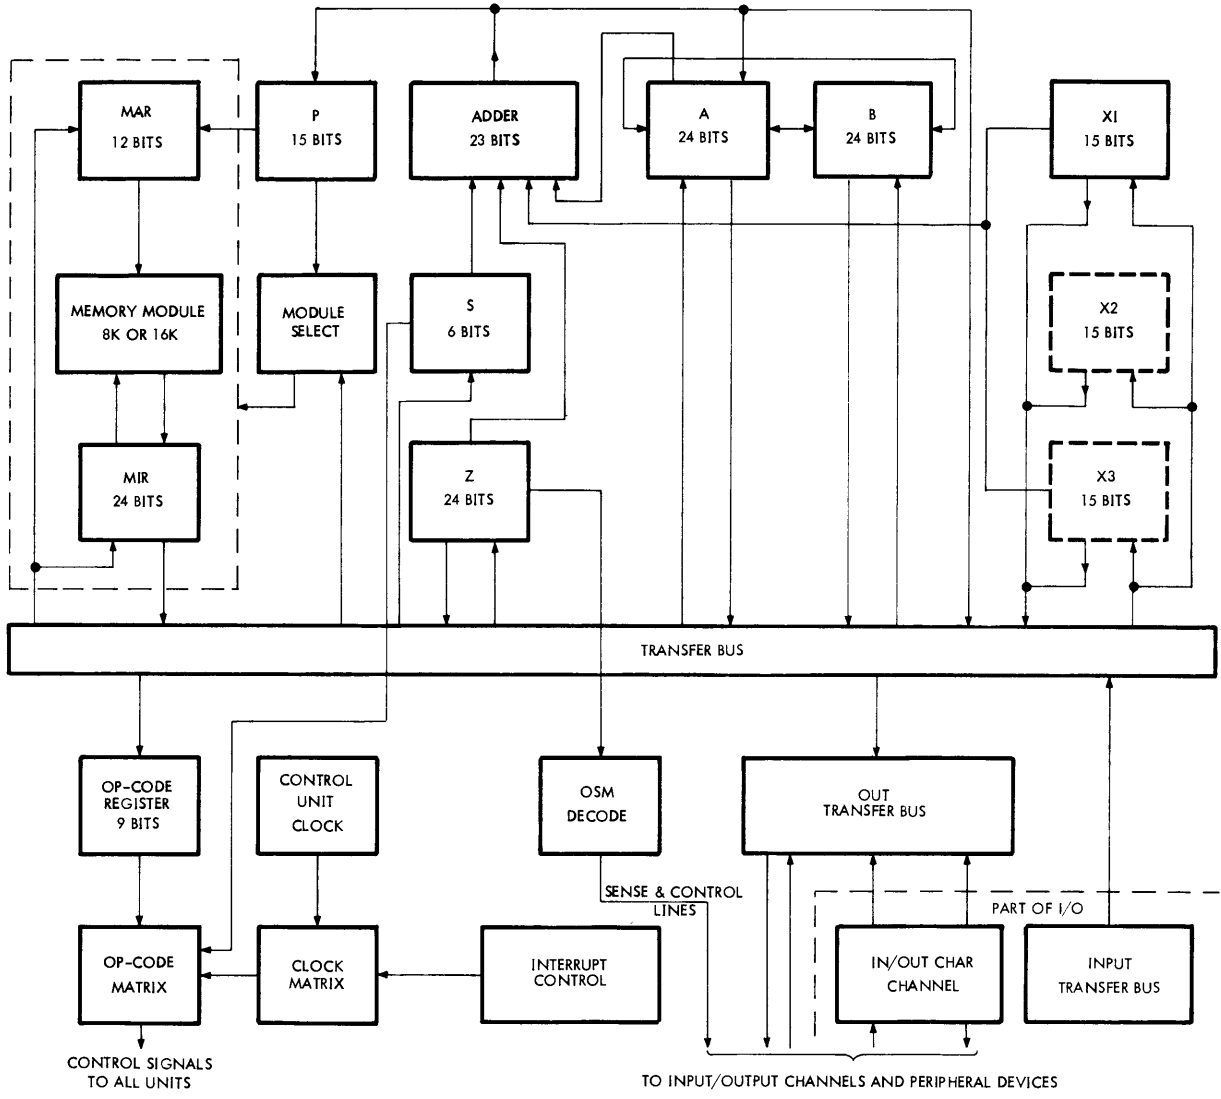 MAR
12 BITS
P
15 BITS
ADDER
23 BITS
A
24 BITS
B
24 BITS
X1
15 BITS
MEMORY MODULE
8K OR 16K
MODULE
SELECT
S
6 BITS
X2
15 BITS
MIR
24 BITS
Z
24 BITS
X3
15 BITS
TRANSFER BUS
OP-CODE
REGISTER
9 BITS
CONTROL
UNIT
CLOCK
OSM
DECODE
OUT
TRANSFER BUS
SENSE & CONTROL
LINES
PART OF I/O
OP-CODE
MATRIX
CLOCK
MATRIX
INTERRUPT
CONTROL
IN/OUT CHAR
CHANNEL
INPUT
TRANSFER BUS
CONTROL SIGNALS
TO ALL UNITS
TO INPUT/OUTPUT CHANNELS AND PERIPHERAL DEVICES